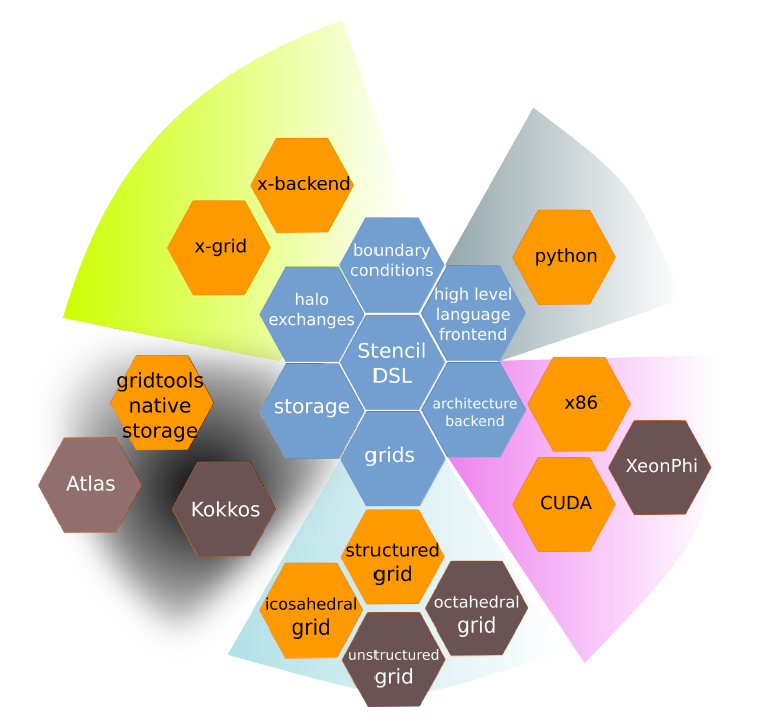 x-backend
x-grid
boundary
conditions
python
halo
exchanges
high level
language
frontend
Stencil
DSL
storage
architecture
backend
grids
gridtools
native
storage
Atlas
Kokkos
x86
XeonPhi
CUDA
structured
grid
icosahedral
grid
octahedral
grid
unstructured
grid